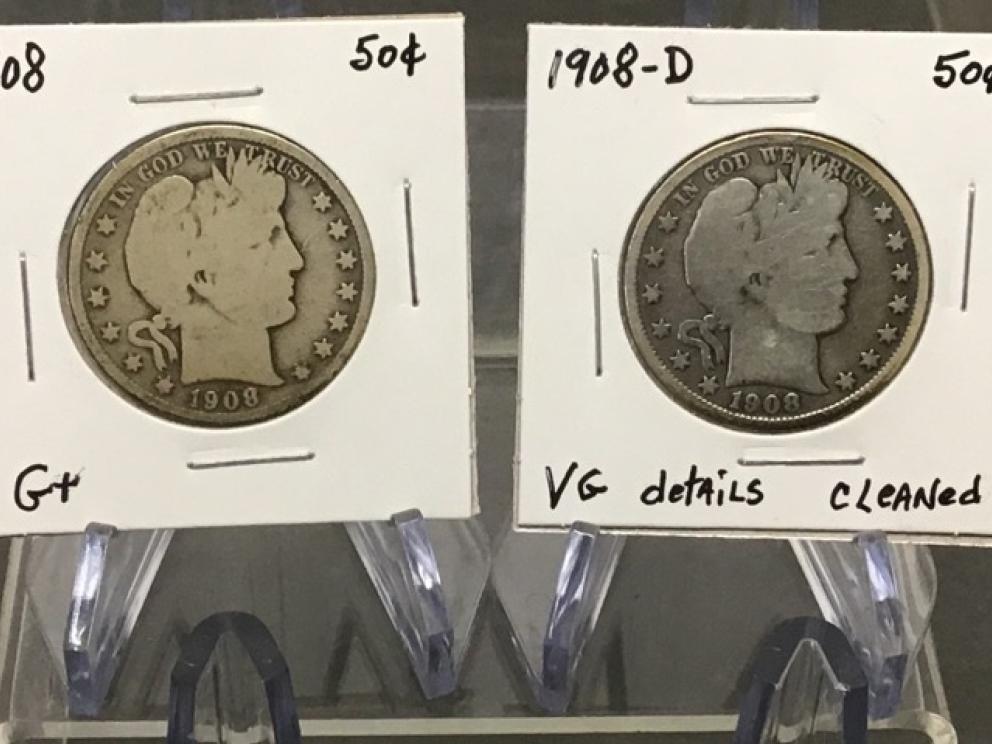 08 50¢
IN GOD WE TRUST
1908
G+
1908-D 50¢
IN GOD WE TRUST
1908
VG details cleaned